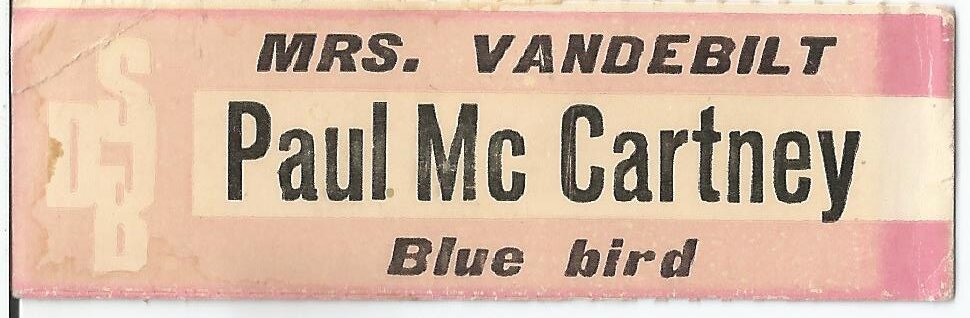 MRS. VANDEBILT
Paul Mc Cartney
Blue bird